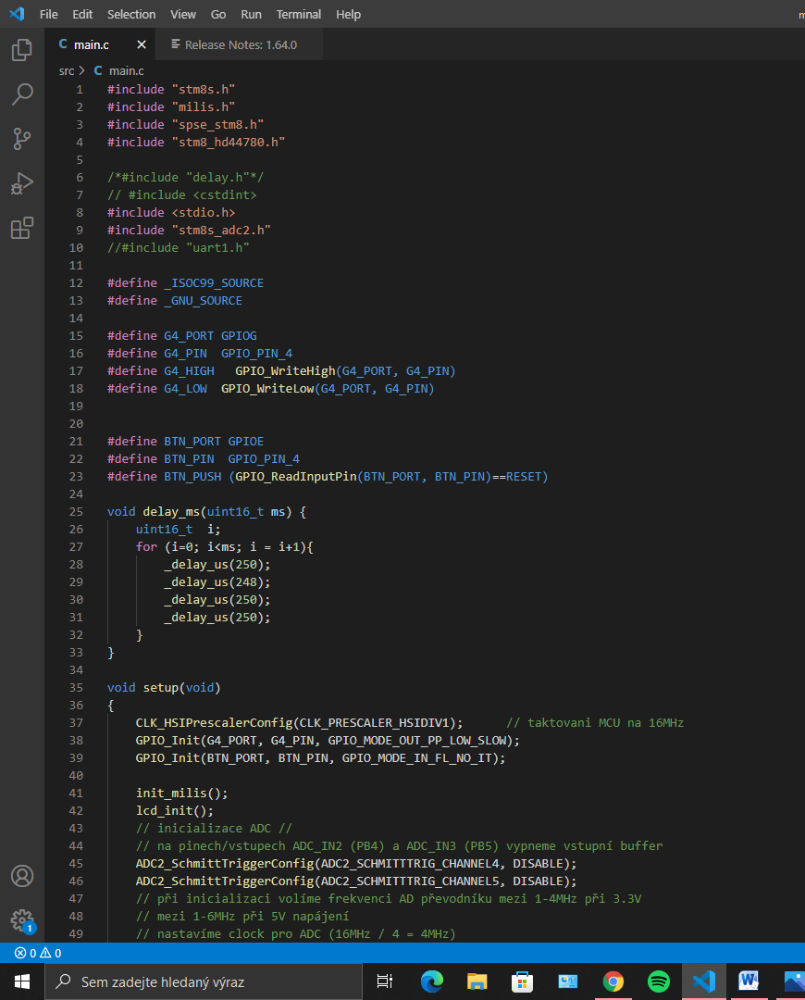 File Edit Selection View Go Run Terminal Help
C main.c × Release Notes: 1.64.0
src > C main.c
1 #include "stm8s.h"
2 #include "milis.h"
3 #include "spse_stm8.h"
4 #include "stm8_hd44780.h"
5
6 /*#include "delay.h"*/
7 // #include <cstdint>
8 #include <stdio.h>
9 #include "stm8s_adc2.h"
10 //#include "uart1.h"
11
12 #define _ISOC99_SOURCE
13 #define _GNU_SOURCE
14
15 #define G4_PORT GPIOG
16 #define G4_PIN  GPIO_PIN_4
17 #define G4_HIGH   GPIO_WriteHigh(G4_PORT, G4_PIN)
18 #define G4_LOW  GPIO_WriteLow(G4_PORT, G4_PIN)
19
20
21 #define BTN_PORT GPIOE
22 #define BTN_PIN  GPIO_PIN_4
23 #define BTN_PUSH (GPIO_ReadInputPin(BTN_PORT, BTN_PIN)==RESET)
24
25 void delay_ms(uint16_t ms) {
26     uint16_t  i;
27     for (i=0; i<ms; i = i+1){
28         _delay_us(250);
29         _delay_us(248);
30         _delay_us(250);
31         _delay_us(250);
32     }
33 }
34
35 void setup(void)
36 {
37     CLK_HSIPrescalerConfig(CLK_PRESCALER_HSIDIV1);      // taktovani MCU na 16MHz
38     GPIO_Init(G4_PORT, G4_PIN, GPIO_MODE_OUT_PP_LOW_SLOW);
39     GPIO_Init(BTN_PORT, BTN_PIN, GPIO_MODE_IN_FL_NO_IT);
40
41     init_milis();
42     lcd_init();
43     // inicializace ADC //
44     // na pinech/vstupech ADC_IN2 (PB4) a ADC_IN3 (PB5) vypneme vstupní buffer
45     ADC2_SchmittTriggerConfig(ADC2_SCHMITTTRIG_CHANNEL4, DISABLE);
46     ADC2_SchmittTriggerConfig(ADC2_SCHMITTTRIG_CHANNEL5, DISABLE);
47     // při inicializaci volíme frekvenci AD převodníku mezi 1-4MHz při 3.3V
48     // mezi 1-6MHz při 5V napájení
49     // nastavíme clock pro ADC (16MHz / 4 = 4MHz)
1
0 0
Sem zadejte hledaný výraz